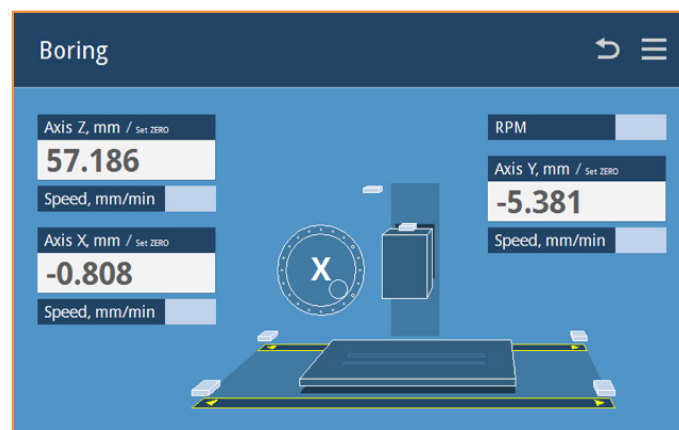 Boring
Axis Z, mm / Set ZERO
57.186
Speed, mm/min
Axis X, mm / Set ZERO
-0.808
Speed, mm/min
X
RPM
Axis Y, mm / Set ZERO
-5.381
Speed, mm/min